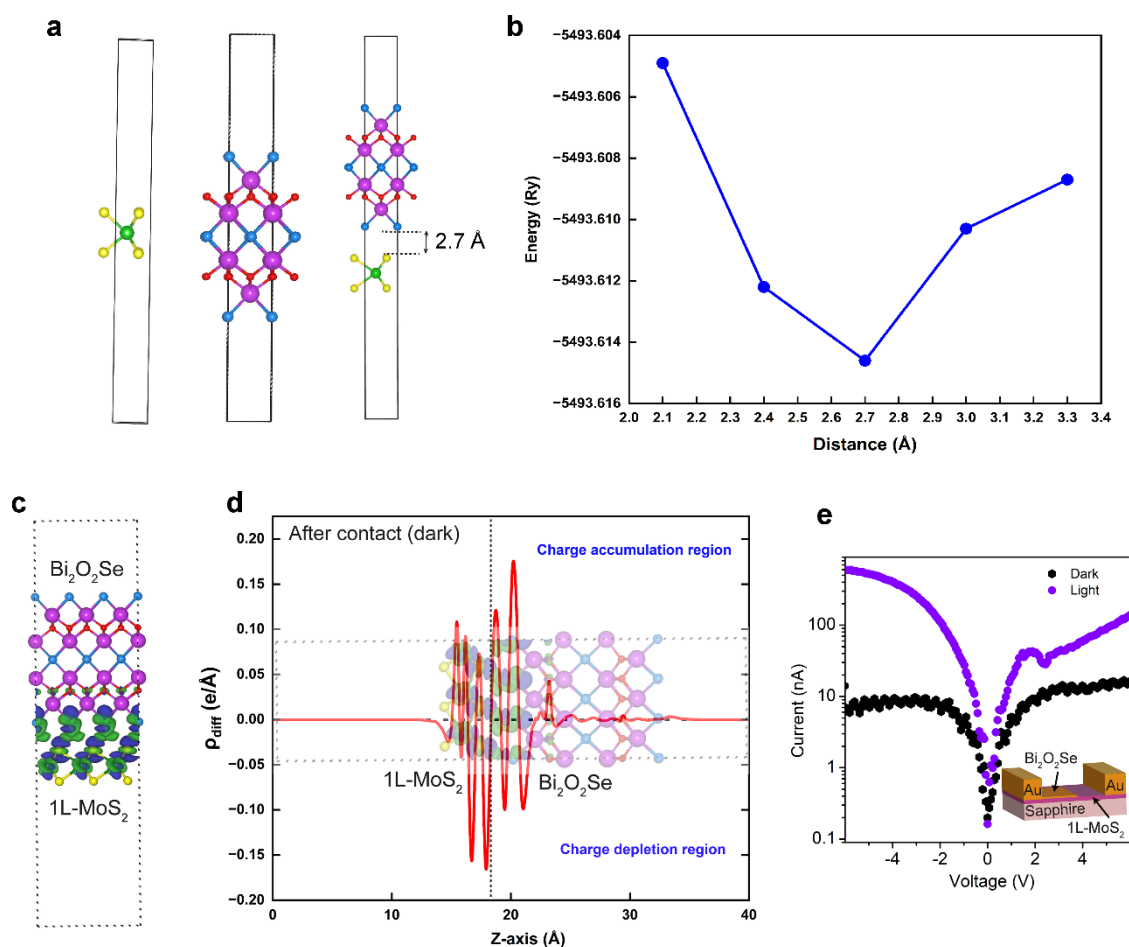 a
2.7 Å
b
−5493.604
−5493.606
−5493.608
−5493.610
−5493.612
−5493.614
−5493.616
Energy (Ry)
2.0 2.1 2.2 2.3 2.4 2.5 2.6 2.7 2.8 2.9 3.0 3.1 3.2 3.3 3.4
Distance (Å)
c
Bi₂O₂Se
1L-MoS₂
d
After contact (dark)
Charge accumulation region
0.20
0.15
0.10
0.05
0.00
−0.05
−0.10
−0.15
−0.20
ρdiff (e/Å)
1L-MoS₂
Bi₂O₂Se
Charge depletion region
0 10 20 30 40
Z-axis (Å)
e
Dark
Light
100
10
1
0.1
Current (nA)
Bi₂O₂Se
Au
Au
Sapphire
1L-MoS₂
-4 -2 0 2 4 6
Voltage (V)